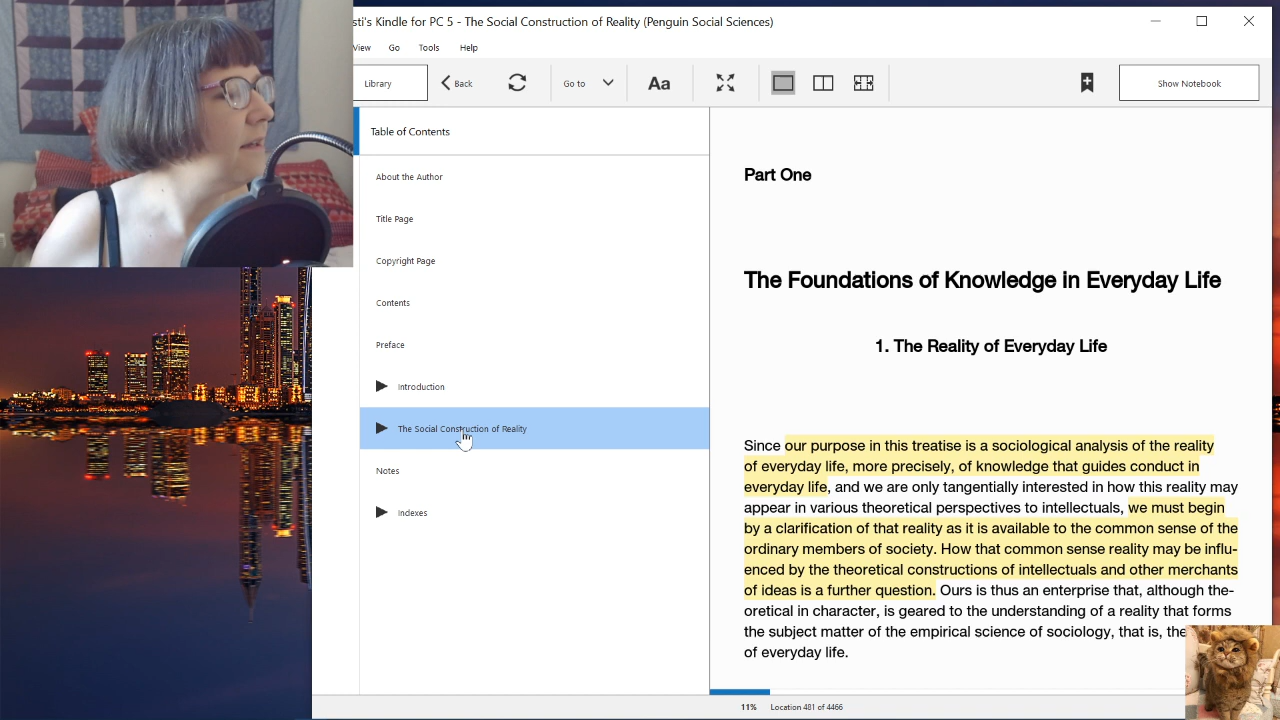 sti's Kindle for PC 5 - The Social Construction of Reality (Penguin Social Sciences)
View Go Tools Help
Library Back Go to Aa Show Notebook
Table of Contents
About the Author
Title Page
Copyright Page
Contents
Preface
Introduction
The Social Construction of Reality
Notes
Indexes
Part One
The Foundations of Knowledge in Everyday Life
1. The Reality of Everyday Life
Since our purpose in this treatise is a sociological analysis of the reality
of everyday life, more precisely, of knowledge that guides conduct in
everyday life, and we are only tangentially interested in how this reality may
appear in various theoretical perspectives to intellectuals, we must begin
by a clarification of that reality as it is available to the common sense of the
ordinary members of society. How that common sense reality may be influ-
enced by the theoretical constructions of intellectuals and other merchants
of ideas is a further question. Ours is thus an enterprise that, although the-
oretical in character, is geared to the understanding of a reality that forms
the subject matter of the empirical science of sociology, that is, the
of everyday life.
11% Location 481 of 4466